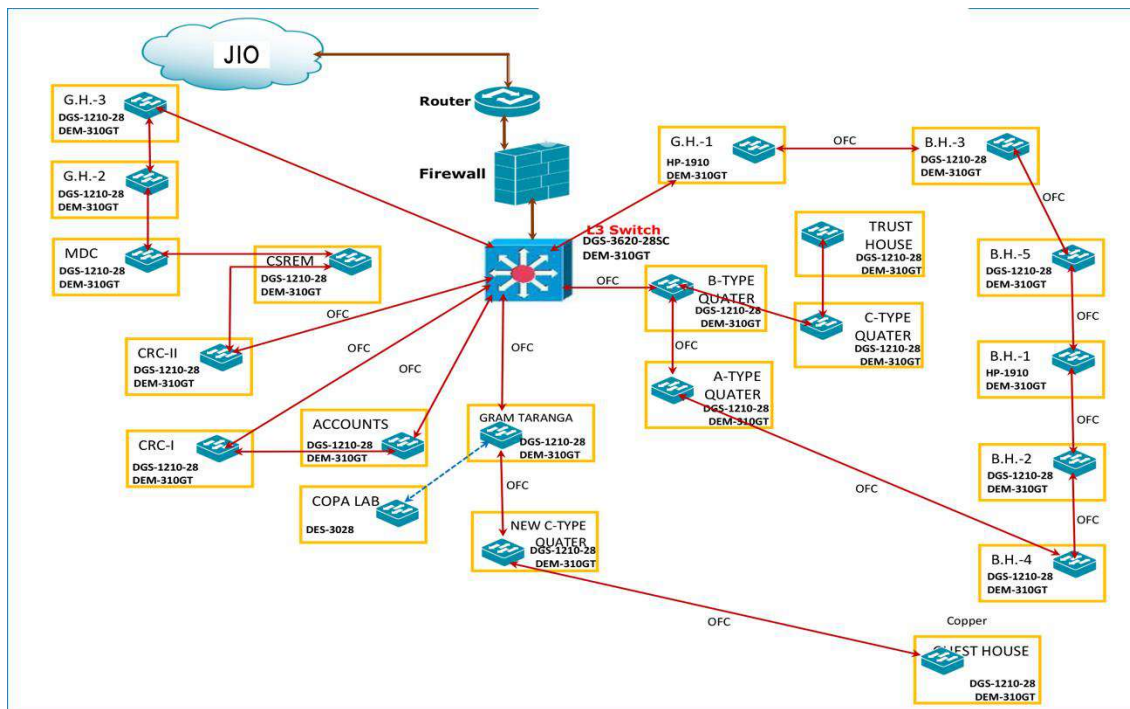 JIO
Router
Firewall
L3 Switch
DGS-3620-28SC
DEM-310GT
G.H.-3
DGS-1210-28
DEM-310GT
G.H.-2
DGS-1210-28
DEM-310GT
MDC
DGS-1210-28
DEM-310GT
CSREM
DGS-1210-28
DEM-310GT
OFC
CRC-II
DGS-1210-28
DEM-310GT
OFC
CRC-I
DGS-1210-28
DEM-310GT
OFC
ACCOUNTS
DGS-1210-28
DEM-310GT
COPA LAB
DES-3028
OFC
GRAM TARANGA
DGS-1210-28
DEM-310GT
OFC
NEW C-TYPE
QUATER
DGS-1210-28
DEM-310GT
OFC
G.H.-1
HP-1910
DEM-310GT
OFC
B.H.-3
DGS-1210-28
DEM-310GT
OFC
TRUST
HOUSE
DGS-1210-28
DEM-310GT
OFC
B-TYPE
QUATER
DGS-1210-28
DEM-310GT
C-TYPE
QUATER
DGS-1210-28
DEM-310GT
OFC
A-TYPE
QUATER
DGS-1210-28
DEM-310GT
OFC
B.H.-5
DGS-1210-28
DEM-310GT
OFC
B.H.-1
HP-1910
DEM-310GT
OFC
B.H.-2
DGS-1210-28
DEM-310GT
OFC
B.H.-4
DGS-1210-28
DEM-310GT
Copper
GUEST HOUSE
DGS-1210-28
DEM-310GT